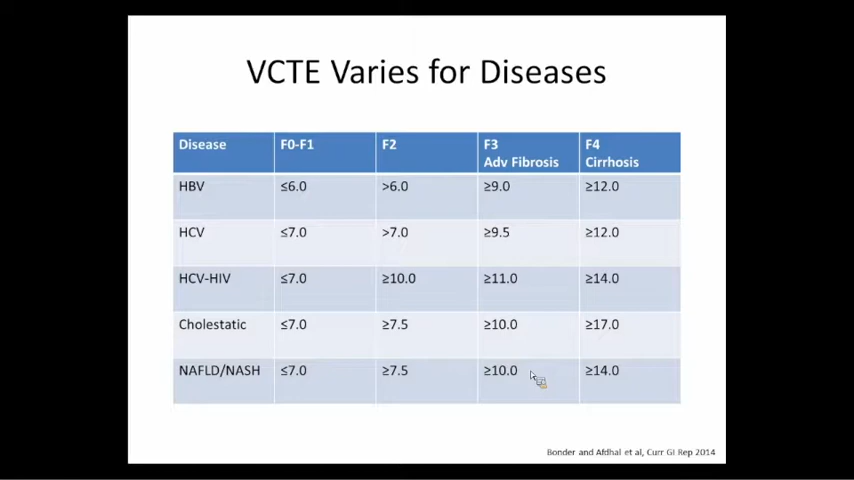 VCTE Varies for Diseases
Disease F0-F1 F2 F3 F4
Adv Fibrosis Cirrhosis
HBV ≤6.0 >6.0 ≥9.0 ≥12.0
HCV ≤7.0 >7.0 ≥9.5 ≥12.0
HCV-HIV ≤7.0 ≥10.0 ≥11.0 ≥14.0
Cholestatic ≤7.0 ≥7.5 ≥10.0 ≥17.0
NAFLD/NASH ≤7.0 ≥7.5 ≥10.0 ≥14.0
Bonder and Afdhal et al, Curr GI Rep 2014